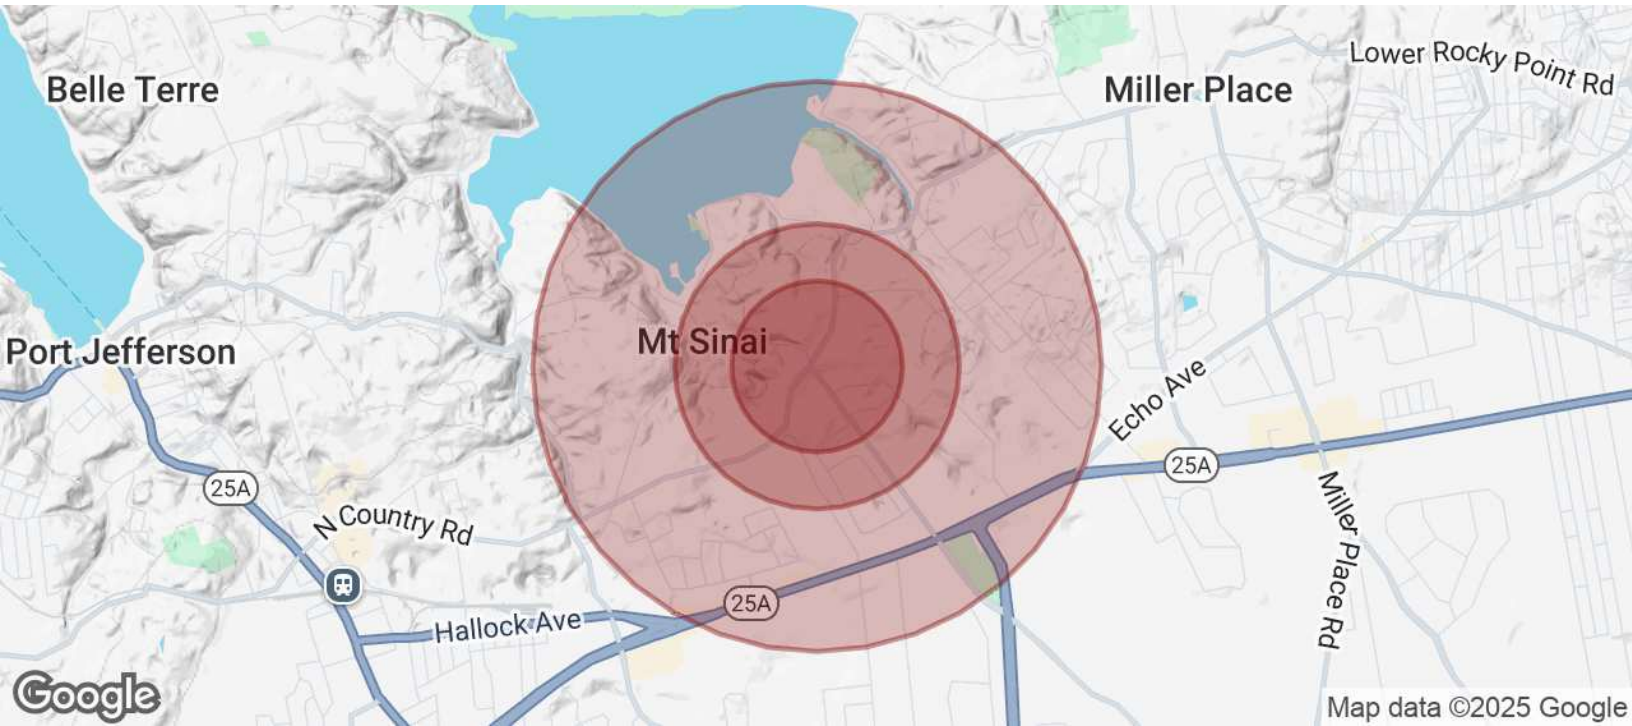 Lower Rocky Point Rd
Belle Terre
Miller Place
Mt Sinai
Port Jefferson
Echo Ave
25A
25A
N Country Rd
Miller Place Rd
25A
Hallock Ave
Google
Map data ©2025 Google